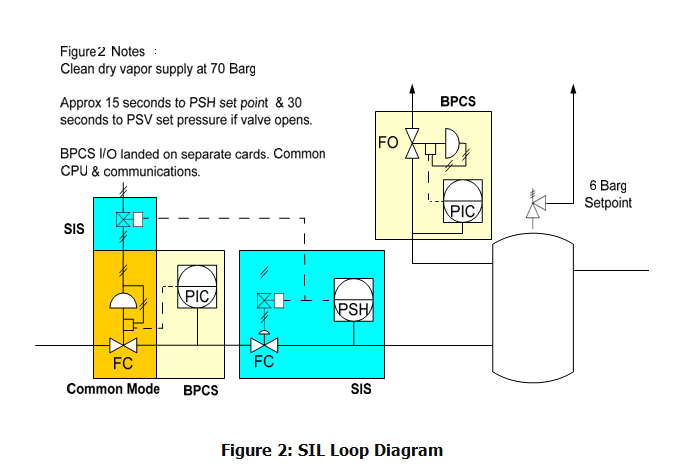 Figure2 Notes :
Clean dry vapor supply at 70 Barg
Approx 15 seconds to PSH set point & 30
seconds to PSV set pressure if valve opens.
BPCS I/O landed on separate cards. Common
CPU & communications.
BPCS
FO
PIC
6 Barg
Setpoint
SIS
PIC
PSH
FC
FC
Common Mode
BPCS
SIS
Figure 2: SIL Loop Diagram